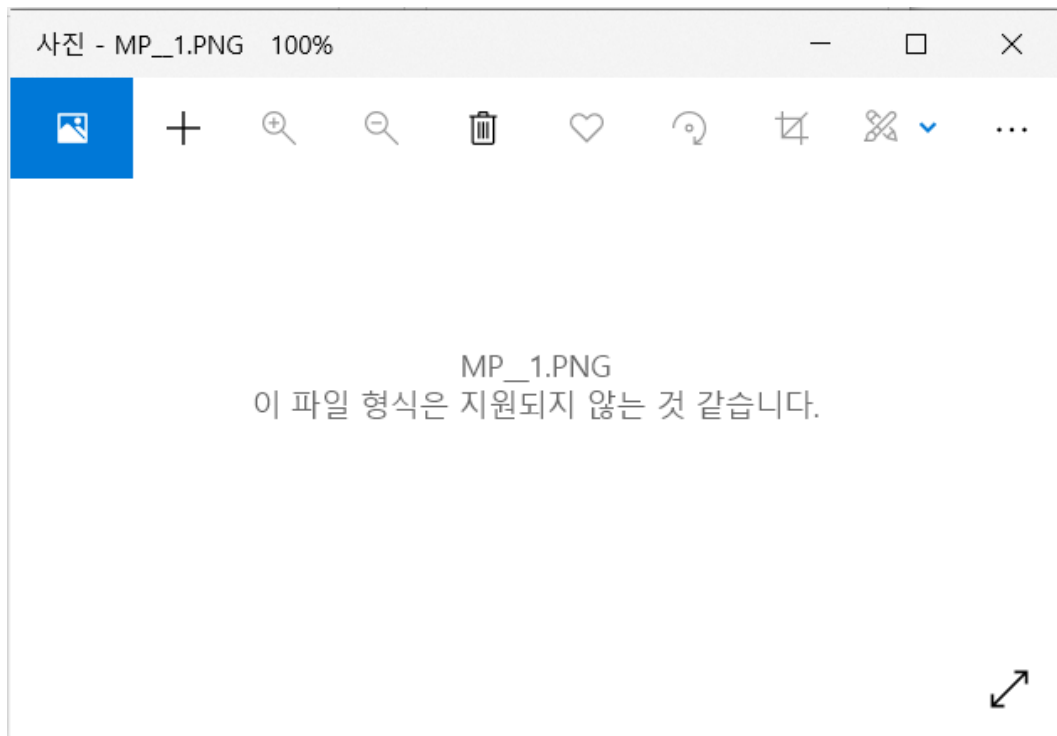 사진 - MP__1.PNG 100%
MP__1.PNG
이 파일 형식은 지원되지 않는 것 같습니다.